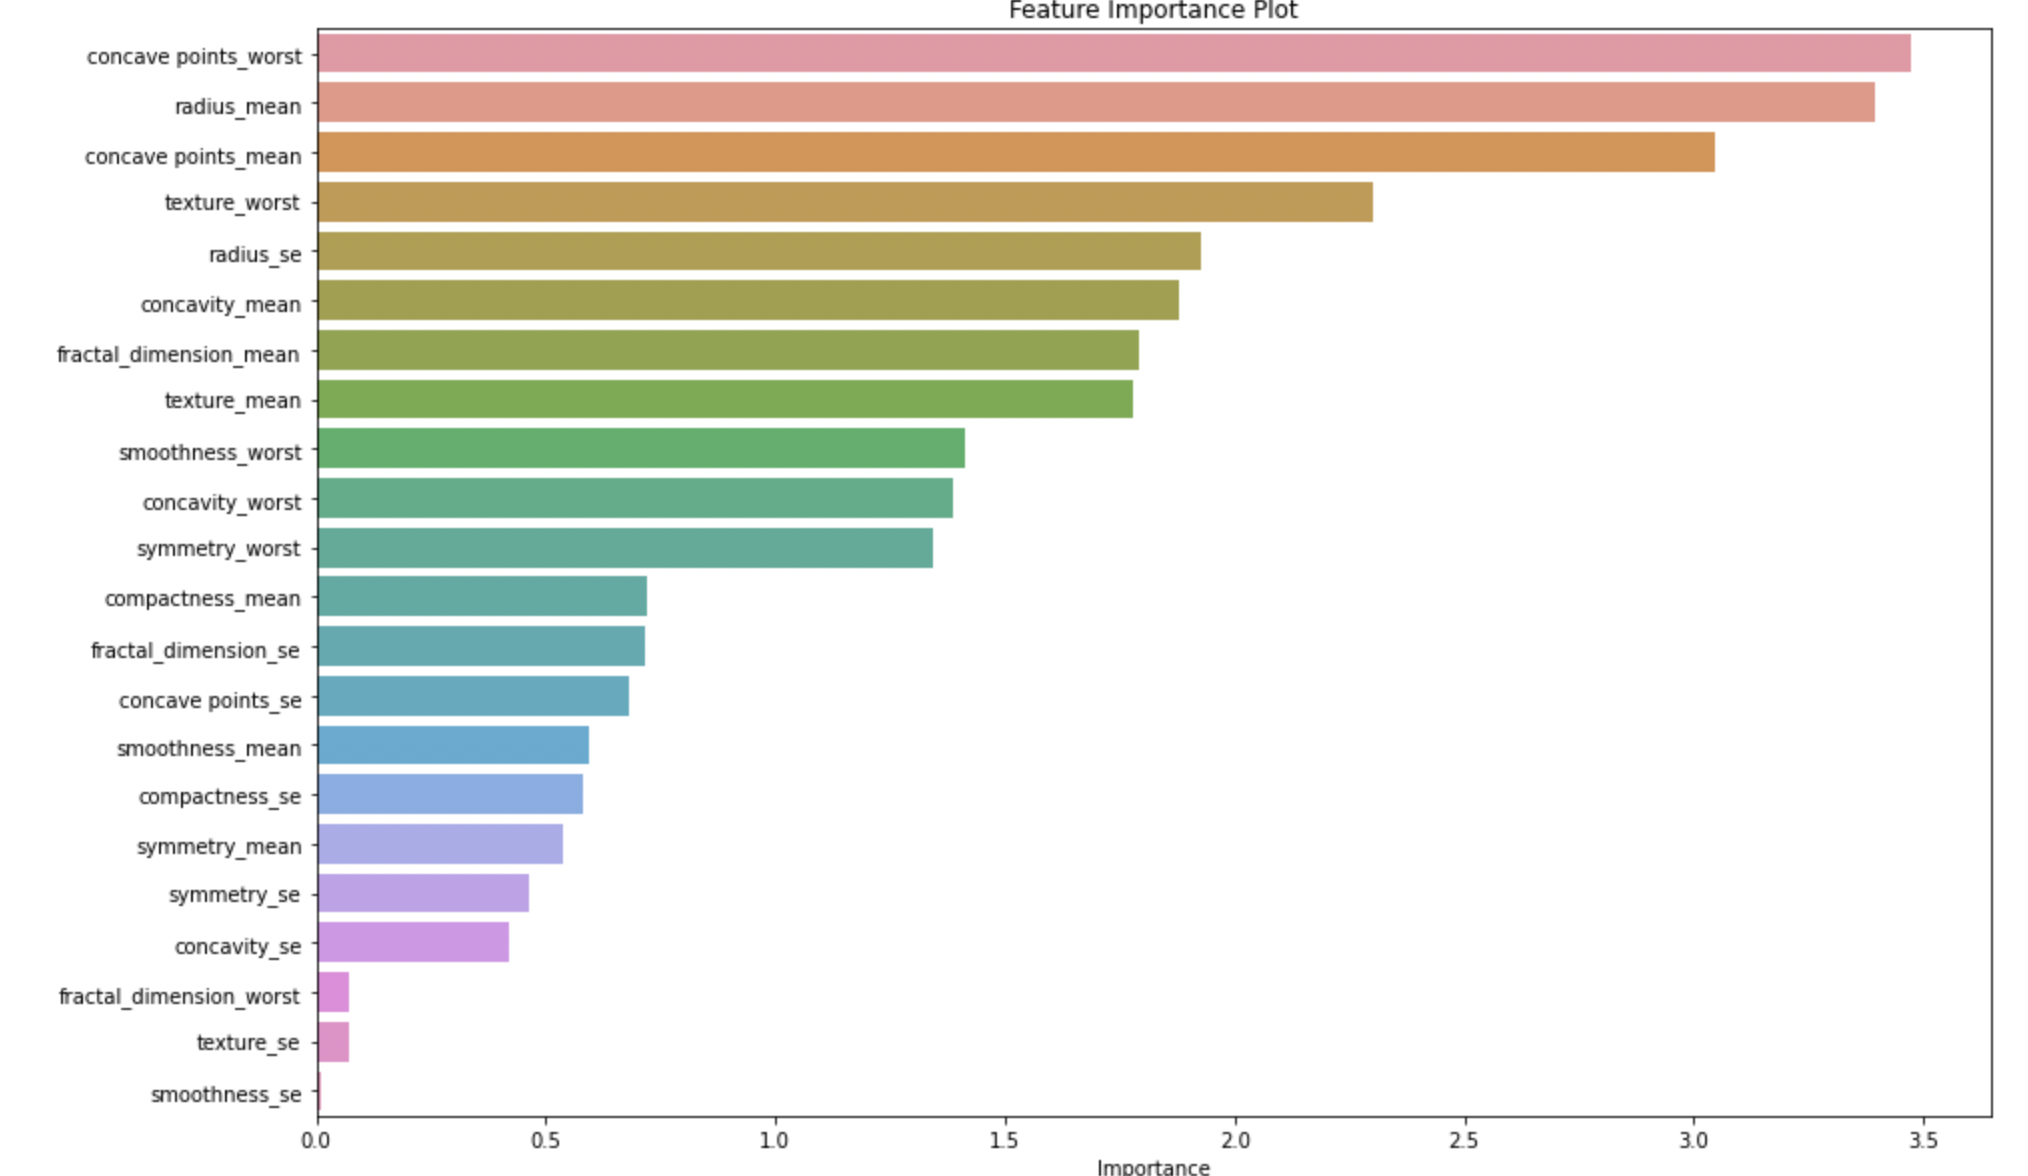 Feature Importance Plot
concave points_worst
radius_mean
concave points_mean
texture_worst
radius_se
concavity_mean
fractal_dimension_mean
texture_mean
smoothness_worst
concavity_worst
symmetry_worst
compactness_mean
fractal_dimension_se
concave points_se
smoothness_mean
compactness_se
symmetry_mean
symmetry_se
concavity_se
fractal_dimension_worst
texture_se
smoothness_se
0.0 0.5 1.0 1.5 2.0 2.5 3.0 3.5
Importance